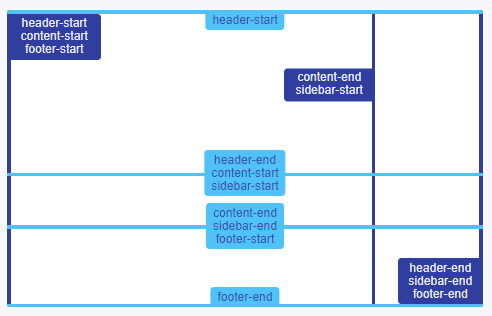 header-start
content-start
footer-start
header-start
content-end
sidebar-start
header-end
content-start
sidebar-start
content-end
sidebar-end
footer-start
header-end
sidebar-end
footer-end
footer-end